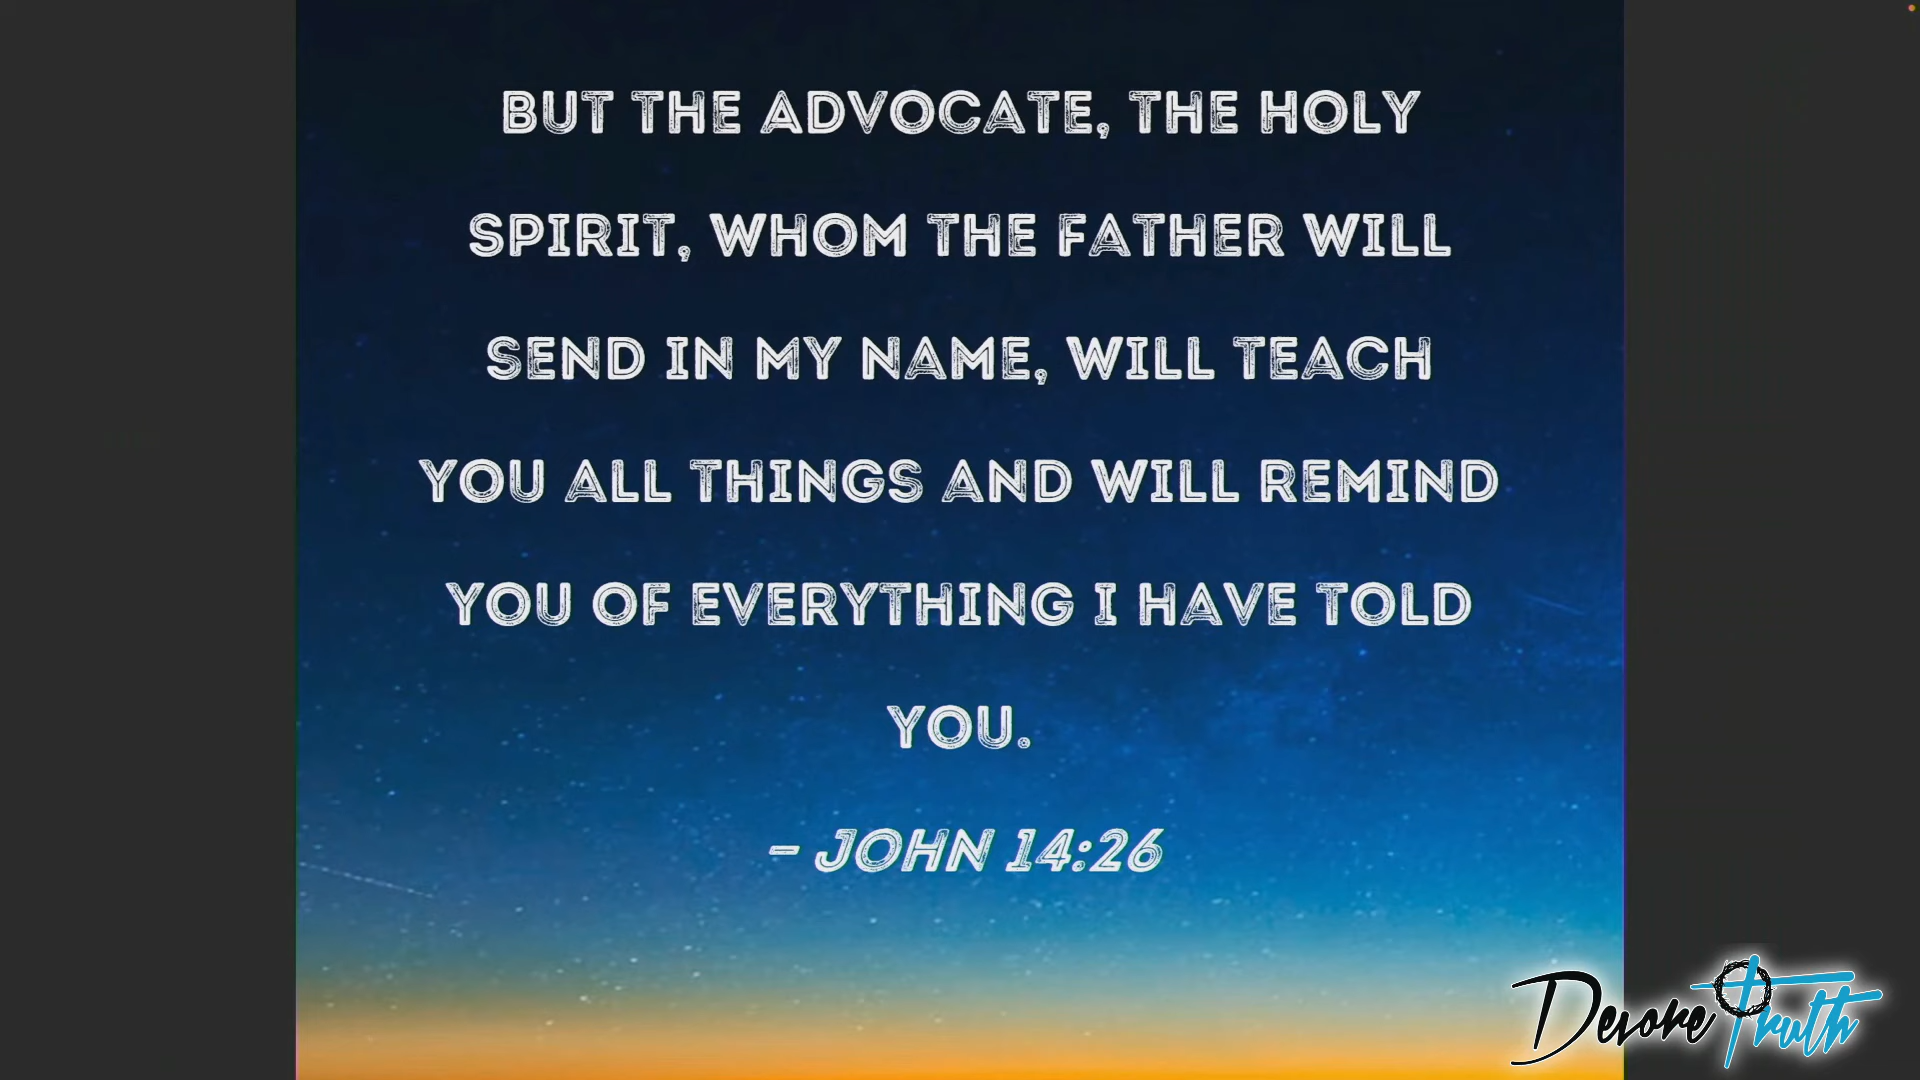 BUT THE ADVOCATE, THE HOLY
SPIRIT, WHOM THE FATHER WILL
SEND IN MY NAME, WILL TEACH
YOU ALL THINGS AND WILL REMIND
YOU OF EVERYTHING I HAVE TOLD
YOU.
– JOHN 14:26
Devore Truth